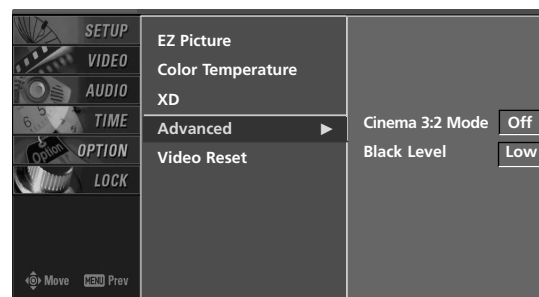 SETUP
VIDEO
AUDIO
TIME
OPTION
LOCK
Move MENU Prev
EZ Picture
Color Temperature
XD
Advanced ▶
Video Reset
Cinema 3:2 Mode Off
Black Level Low